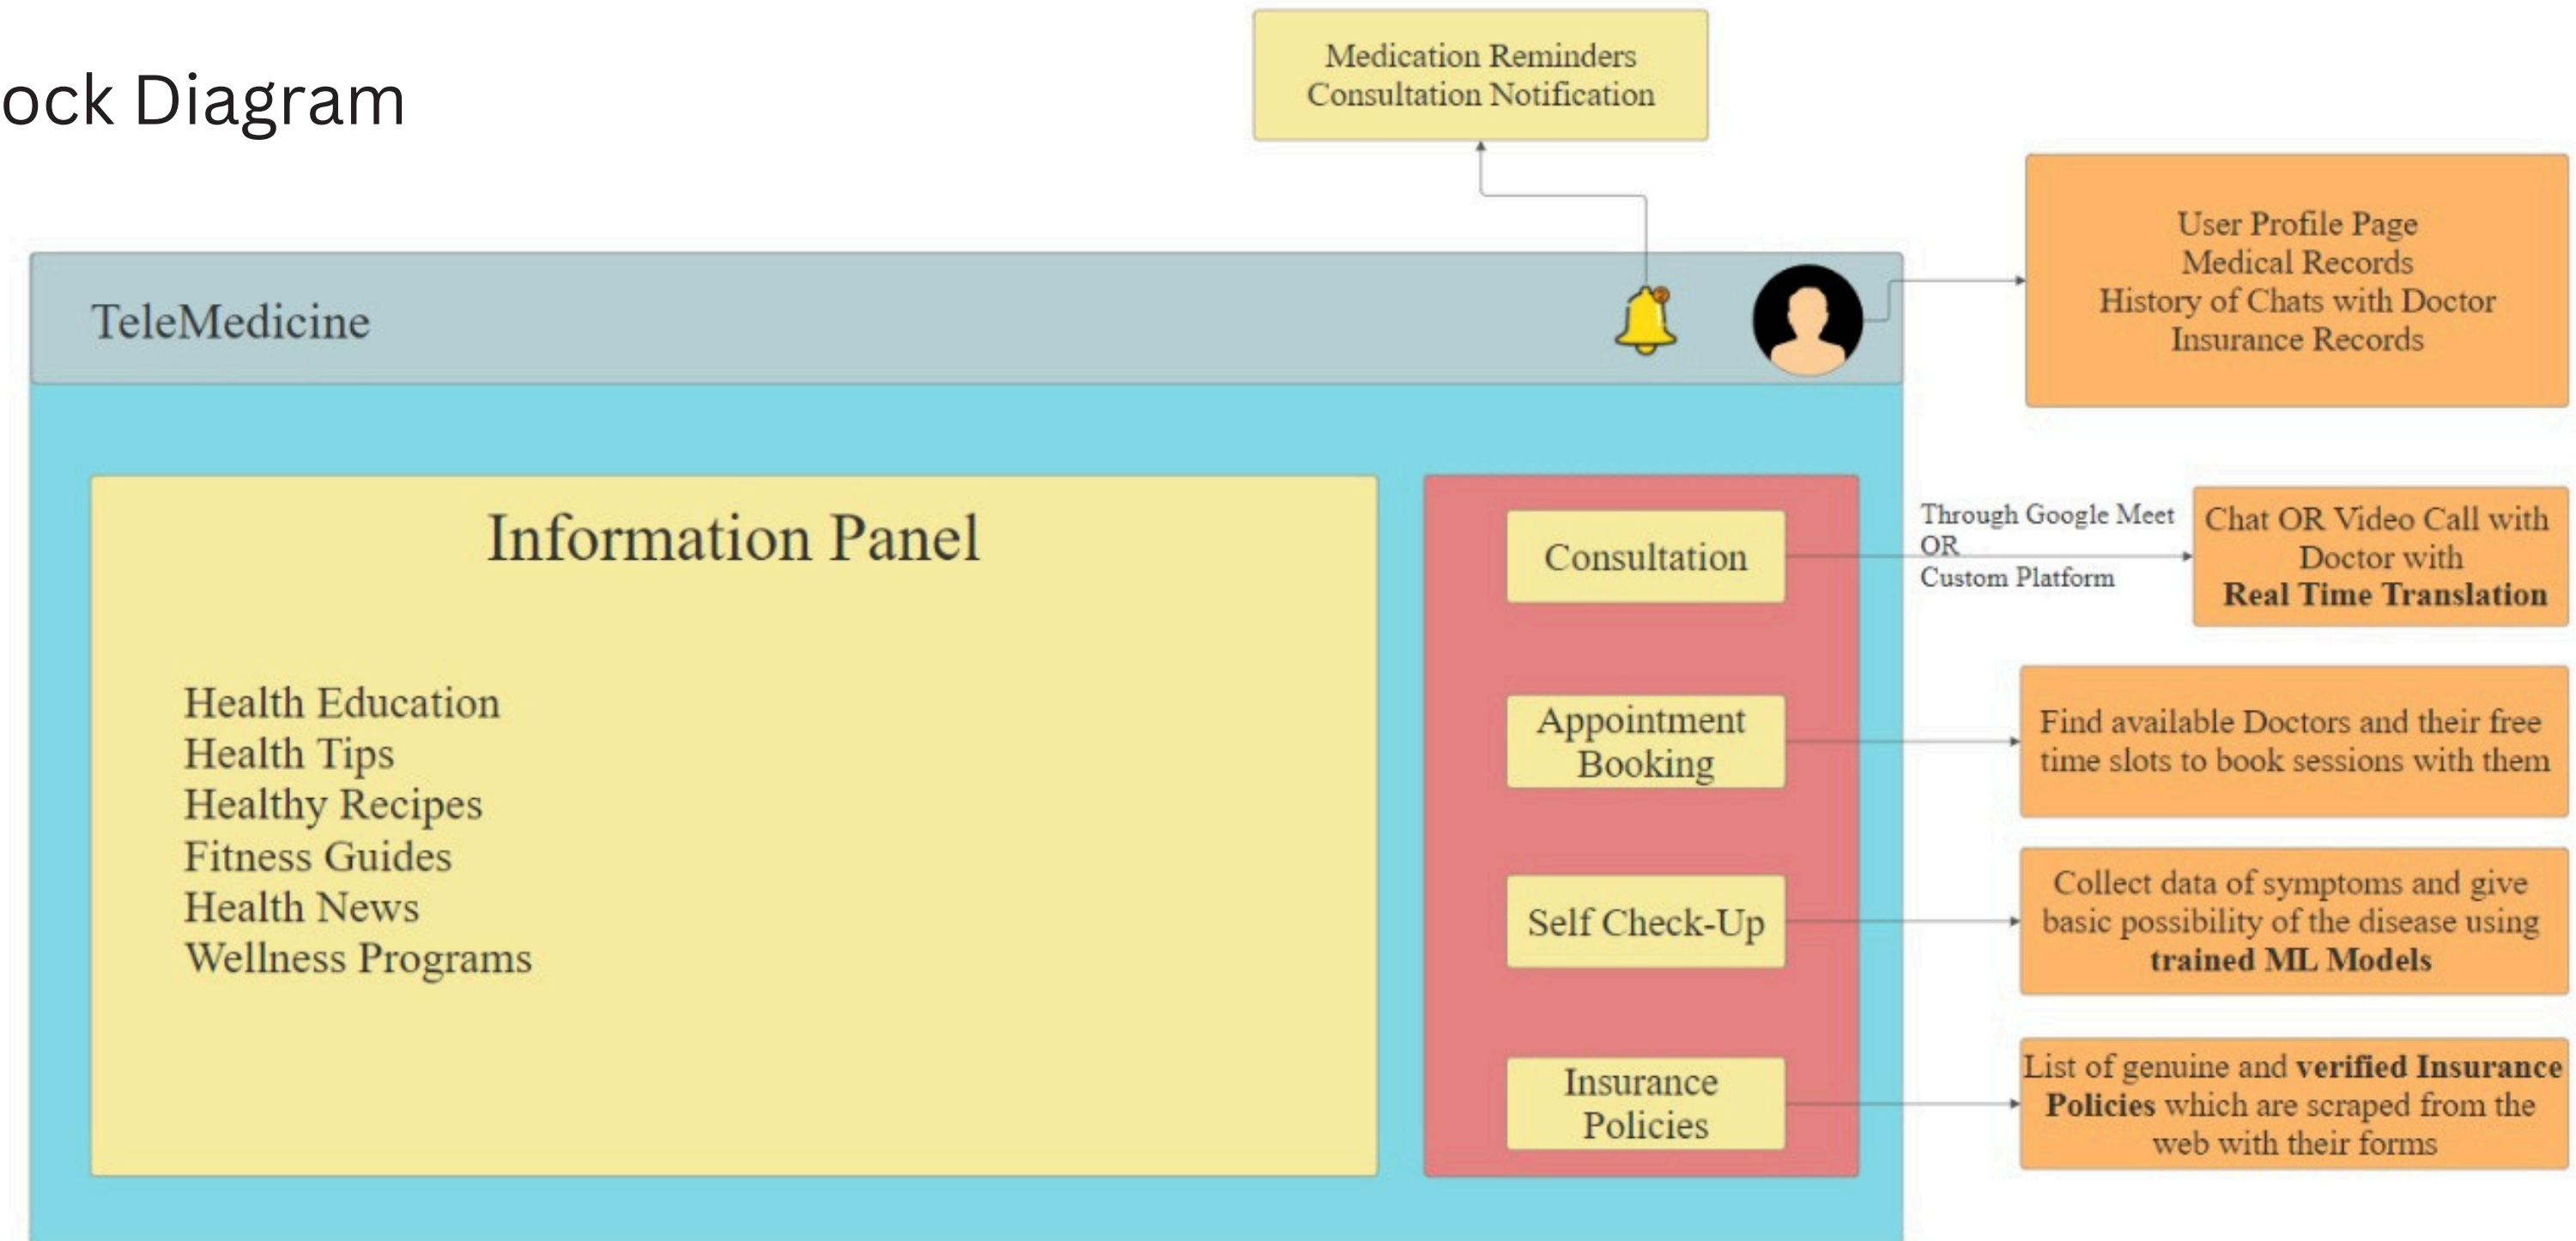 ock Diagram
Medication Reminders
Consultation Notification
User Profile Page
Medical Records
History of Chats with Doctor
Insurance Records
TeleMedicine
Information Panel
Health Education
Health Tips
Healthy Recipes
Fitness Guides
Health News
Wellness Programs
Consultation
Through Google Meet
OR
Custom Platform
Chat OR Video Call with
Doctor with
Real Time Translation
Appointment
Booking
Find available Doctors and their free
time slots to book sessions with them
Self Check-Up
Collect data of symptoms and give
basic possibility of the disease using
trained ML Models
Insurance
Policies
List of genuine and verified Insurance
Policies which are scraped from the
web with their forms